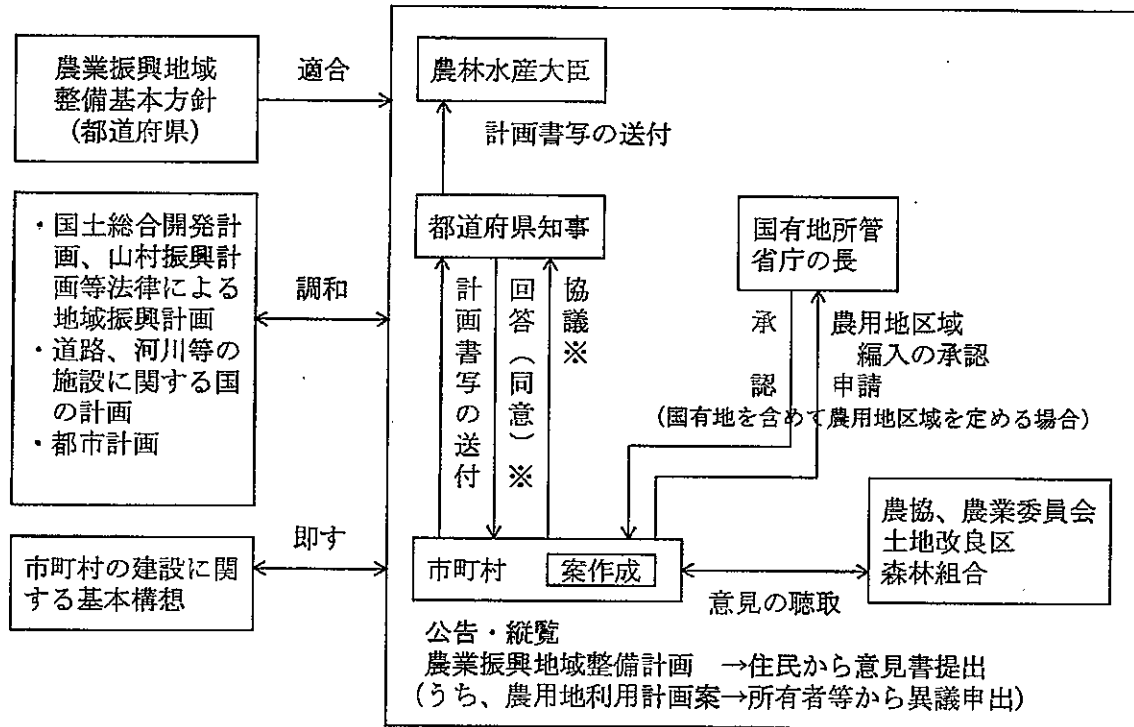 農業振興地域
整備基本方針
(都道府県)
適合
・国土総合開発計
画、山村振興計
画等法律による
地域振興計画
・道路、河川等の
施設に関する国
の計画
・都市計画
調和
市町村の建設に関
する基本構想
即す
農林水産大臣
計画書写の送付
都道府県知事
計画書写の送付
回答(同意)※
協議※
国有地所管
省庁の長
承認
農用地区域
編入の承認
申請
(国有地を含めて農用地区域を定める場合)
市町村 案作成
意見の聴取
農協、農業委員会
土地改良区
森林組合
公告・縦覧
農業振興地域整備計画 →住民から意見書提出
(うち、農用地利用計画案→所有者等から異議申出)